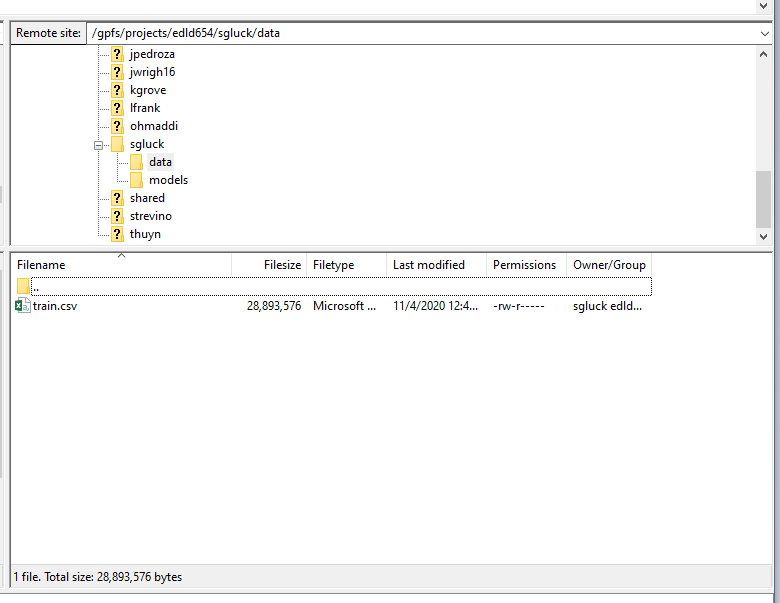 Remote site: /gpfs/projects/edld654/sgluck/data
jpedroza
jwrigh16
kgrove
lfrank
ohmaddi
sgluck
data
models
shared
strevino
thuyn
Filename Filesize Filetype Last modified Permissions Owner/Group
..
train.csv 28,893,576 Microsoft ... 11/4/2020 12:4... -rw-r----- sgluck edld...
1 file. Total size: 28,893,576 bytes